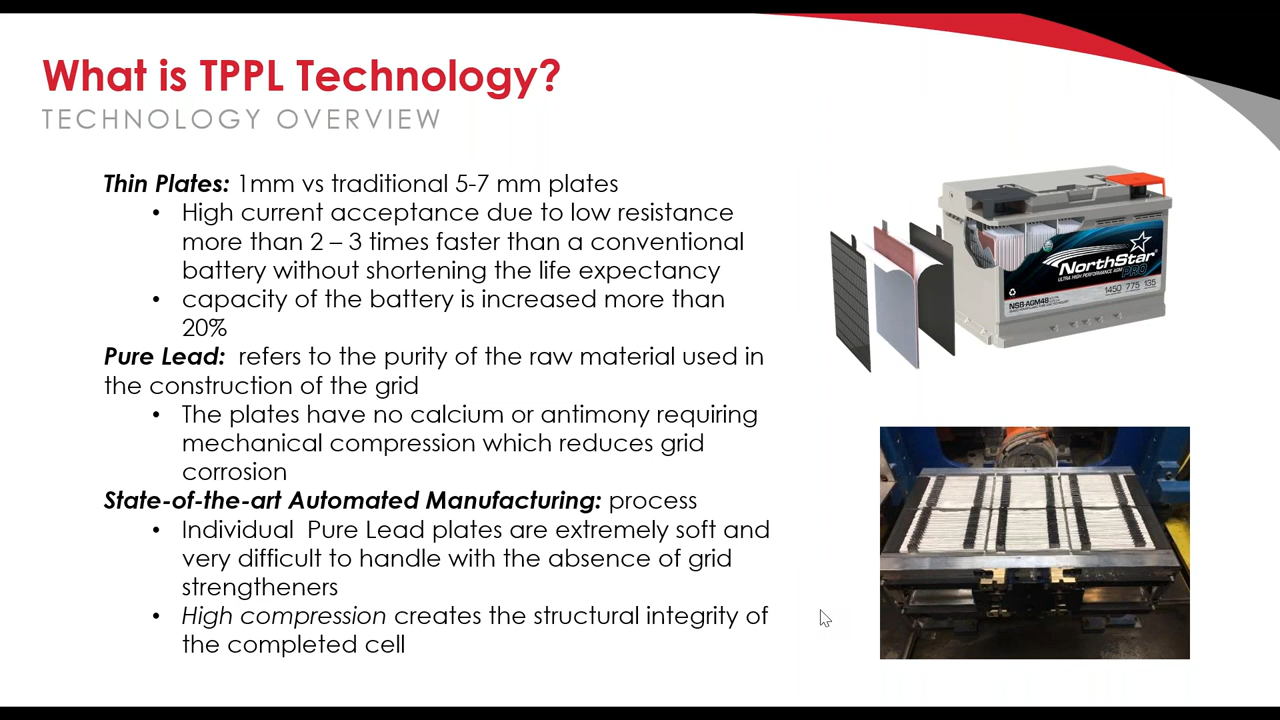 What is TPPL Technology?
TECHNOLOGY OVERVIEW
Thin Plates: 1mm vs traditional 5-7 mm plates
• High current acceptance due to low resistance
more than 2 – 3 times faster than a conventional
battery without shortening the life expectancy
• capacity of the battery is increased more than
20%
Pure Lead: refers to the purity of the raw material used in
the construction of the grid
• The plates have no calcium or antimony requiring
mechanical compression which reduces grid
corrosion
State-of-the-art Automated Manufacturing: process
• Individual Pure Lead plates are extremely soft and
very difficult to handle with the absence of grid
strengtheners
• High compression creates the structural integrity of
the completed cell
NorthStar
ULTRA HIGH PERFORMANCE AGM
PRO
NSB-AGM48
1450 775 135